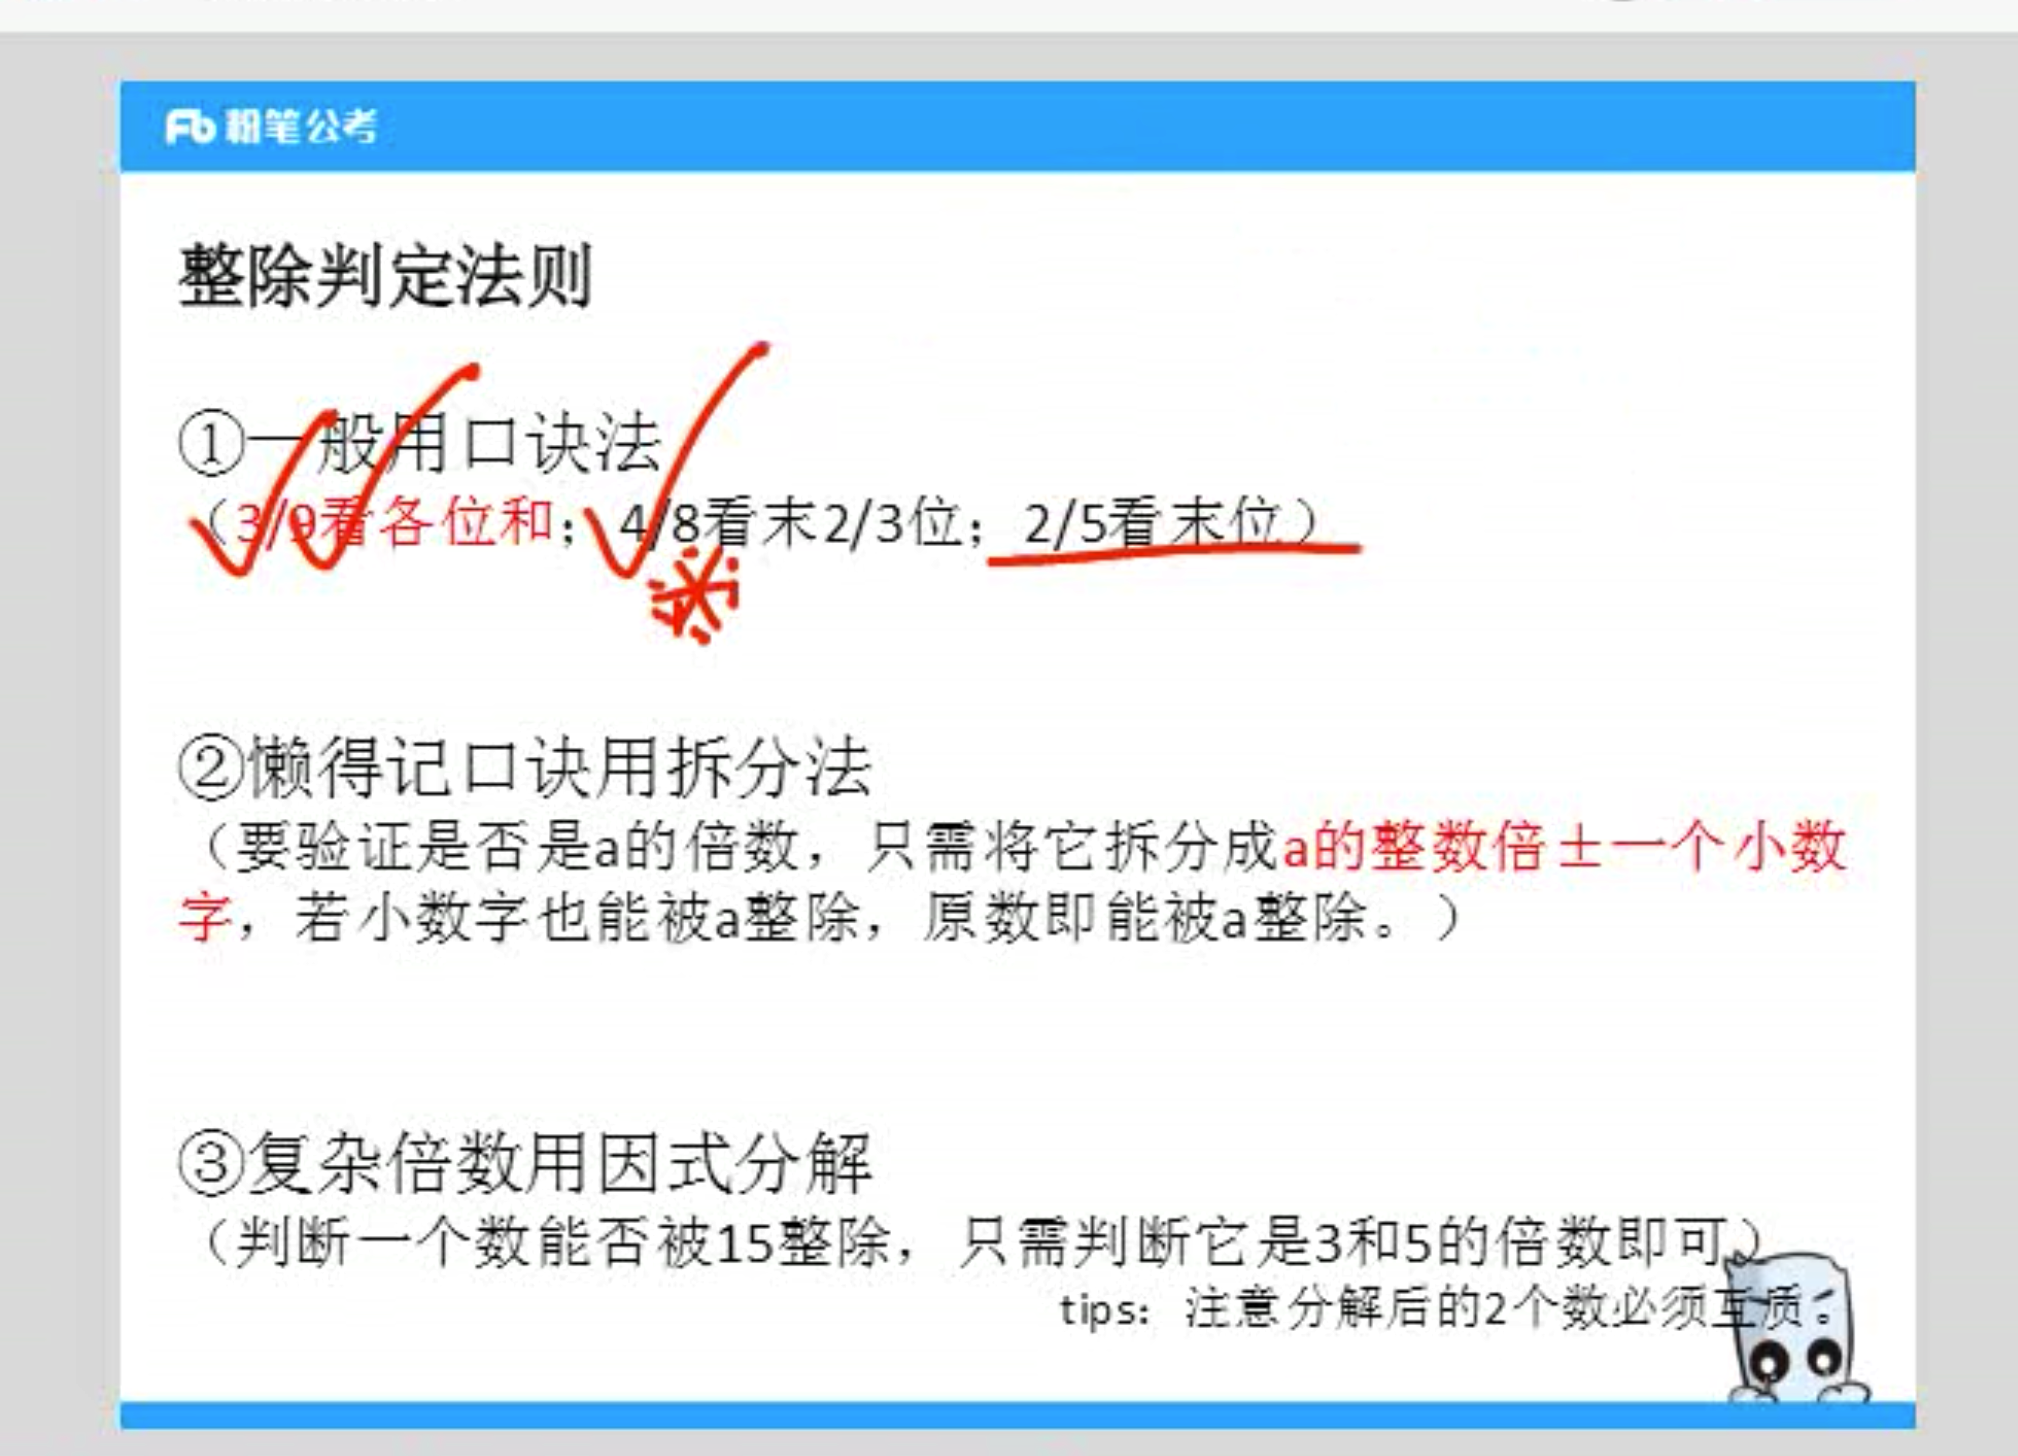 Fb 粉笔公考
整除判定法则
①一般用口诀法
（3/9看各位和；4/8看末2/3位；2/5看末位）
②懒得记口诀用拆分法
（要验证是否是a的倍数，只需将它拆分成a的整数倍±一个小数
字，若小数字也能被a整除，原数即能被a整除。）
③复杂倍数用因式分解
（判断一个数能否被15整除，只需判断它是3和5的倍数即可）
tips：注意分解后的2个数必须互质。